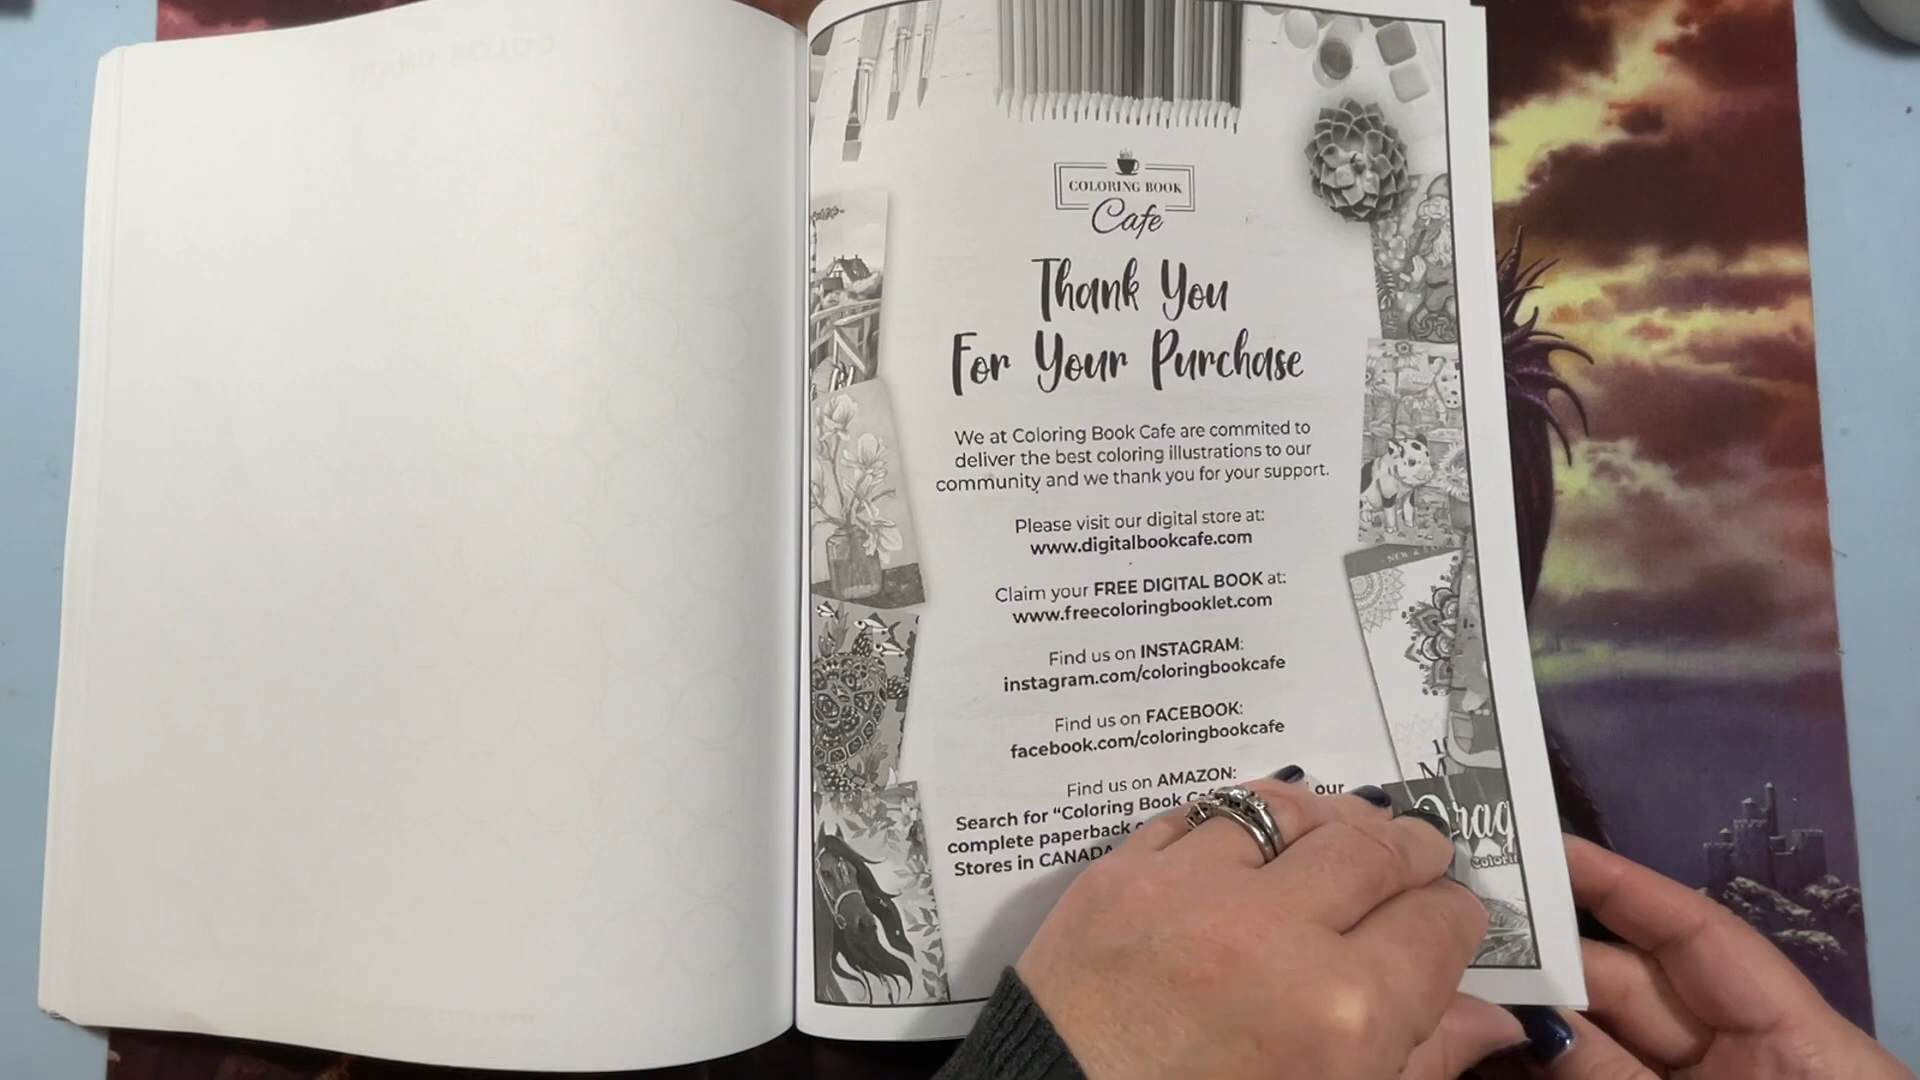 COLORING BOOK
Cafe
Thank You
For Your Purchase
We at Coloring Book Cafe are commited to
deliver the best coloring illustrations to our
community and we thank you for your support.
Please visit our digital store at:
www.digitalbookcafe.com
Claim your FREE DIGITAL BOOK at:
www.freecoloringbooklet.com
Find us on INSTAGRAM:
instagram.com/coloringbookcafe
Find us on FACEBOOK:
facebook.com/coloringbookcafe
Find us on AMAZON:
Search for “Coloring Book our
complete paperback
Stores in CANADA
NEW &